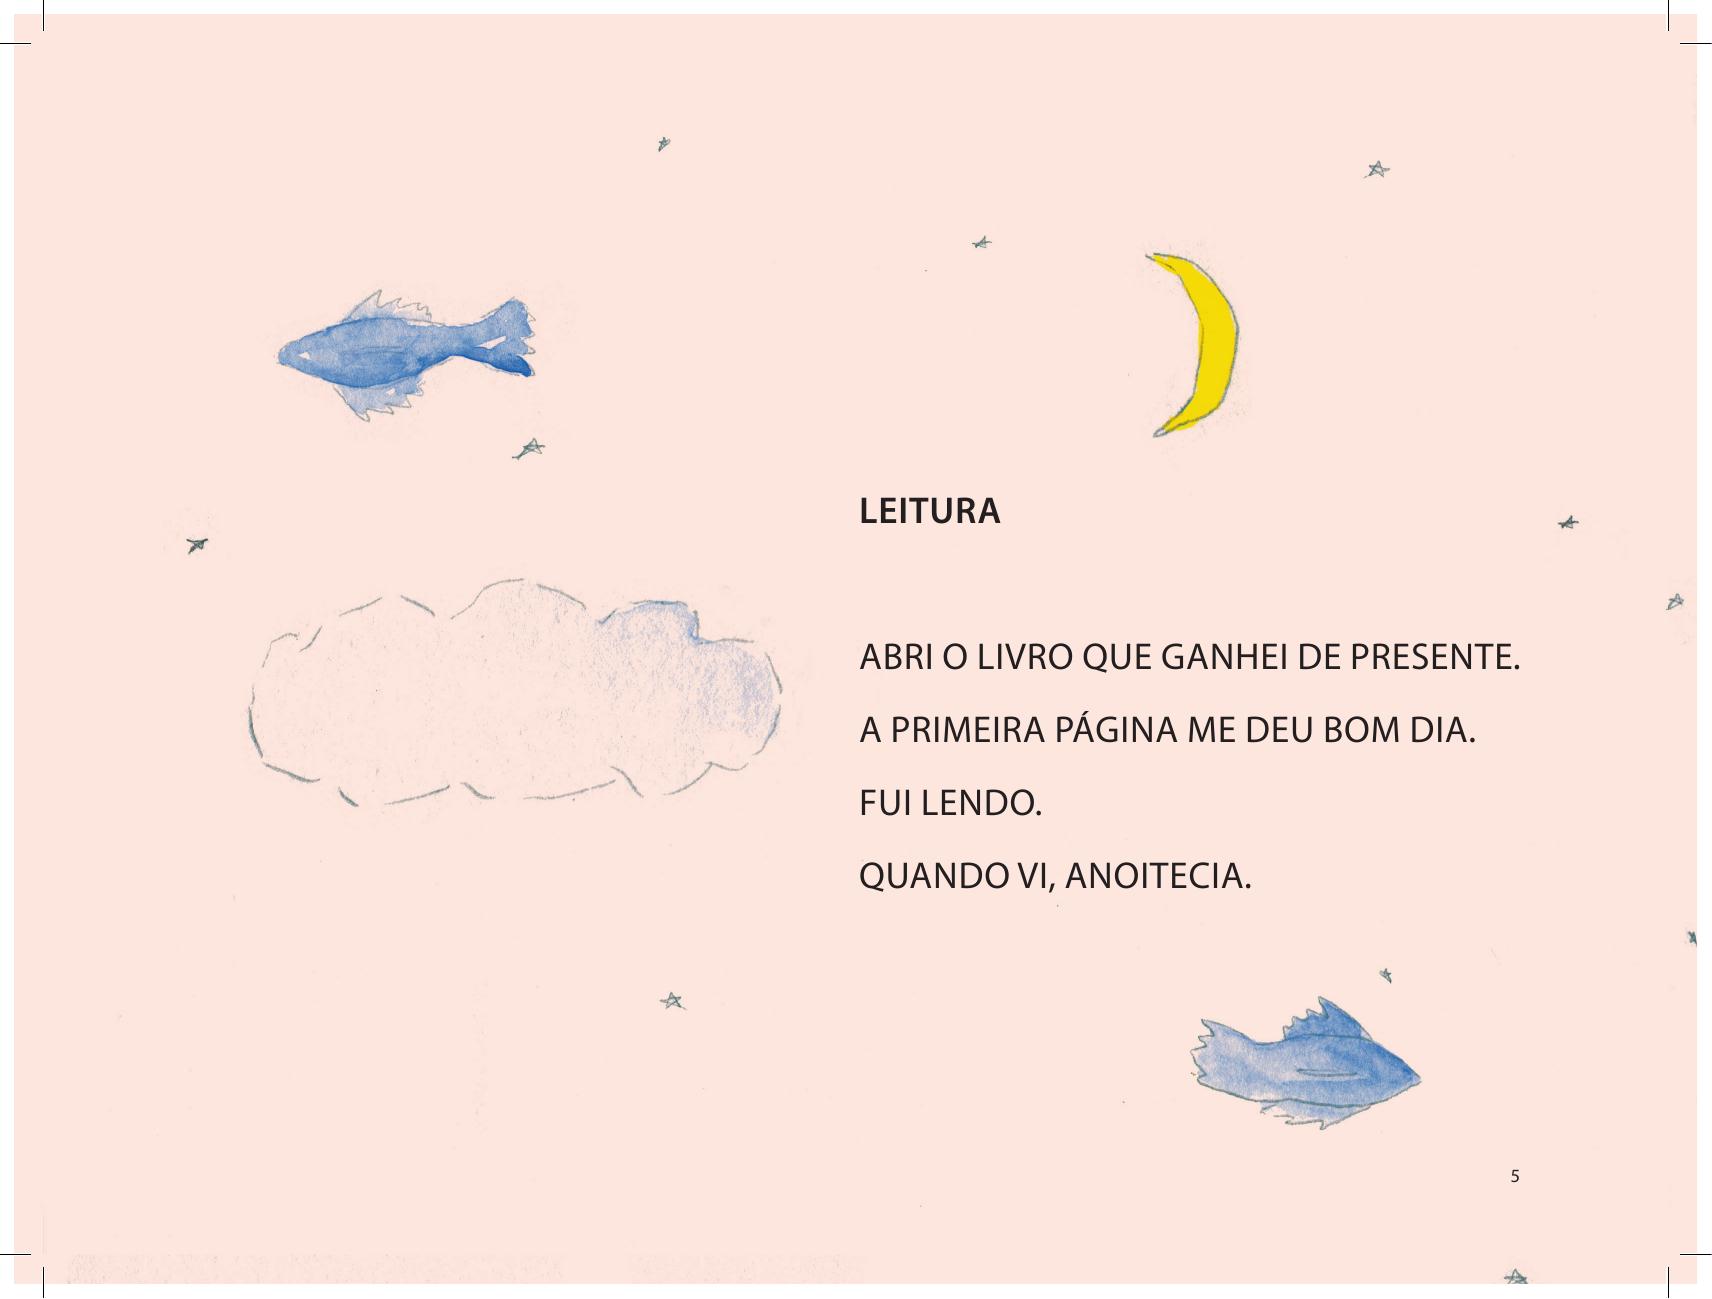 LEITURA
ABRI O LIVRO QUE GANHEI DE PRESENTE.
A PRIMEIRA PÁGINA ME DEU BOM DIA.
FUI LENDO.
QUANDO VI, ANOITECIA.
5